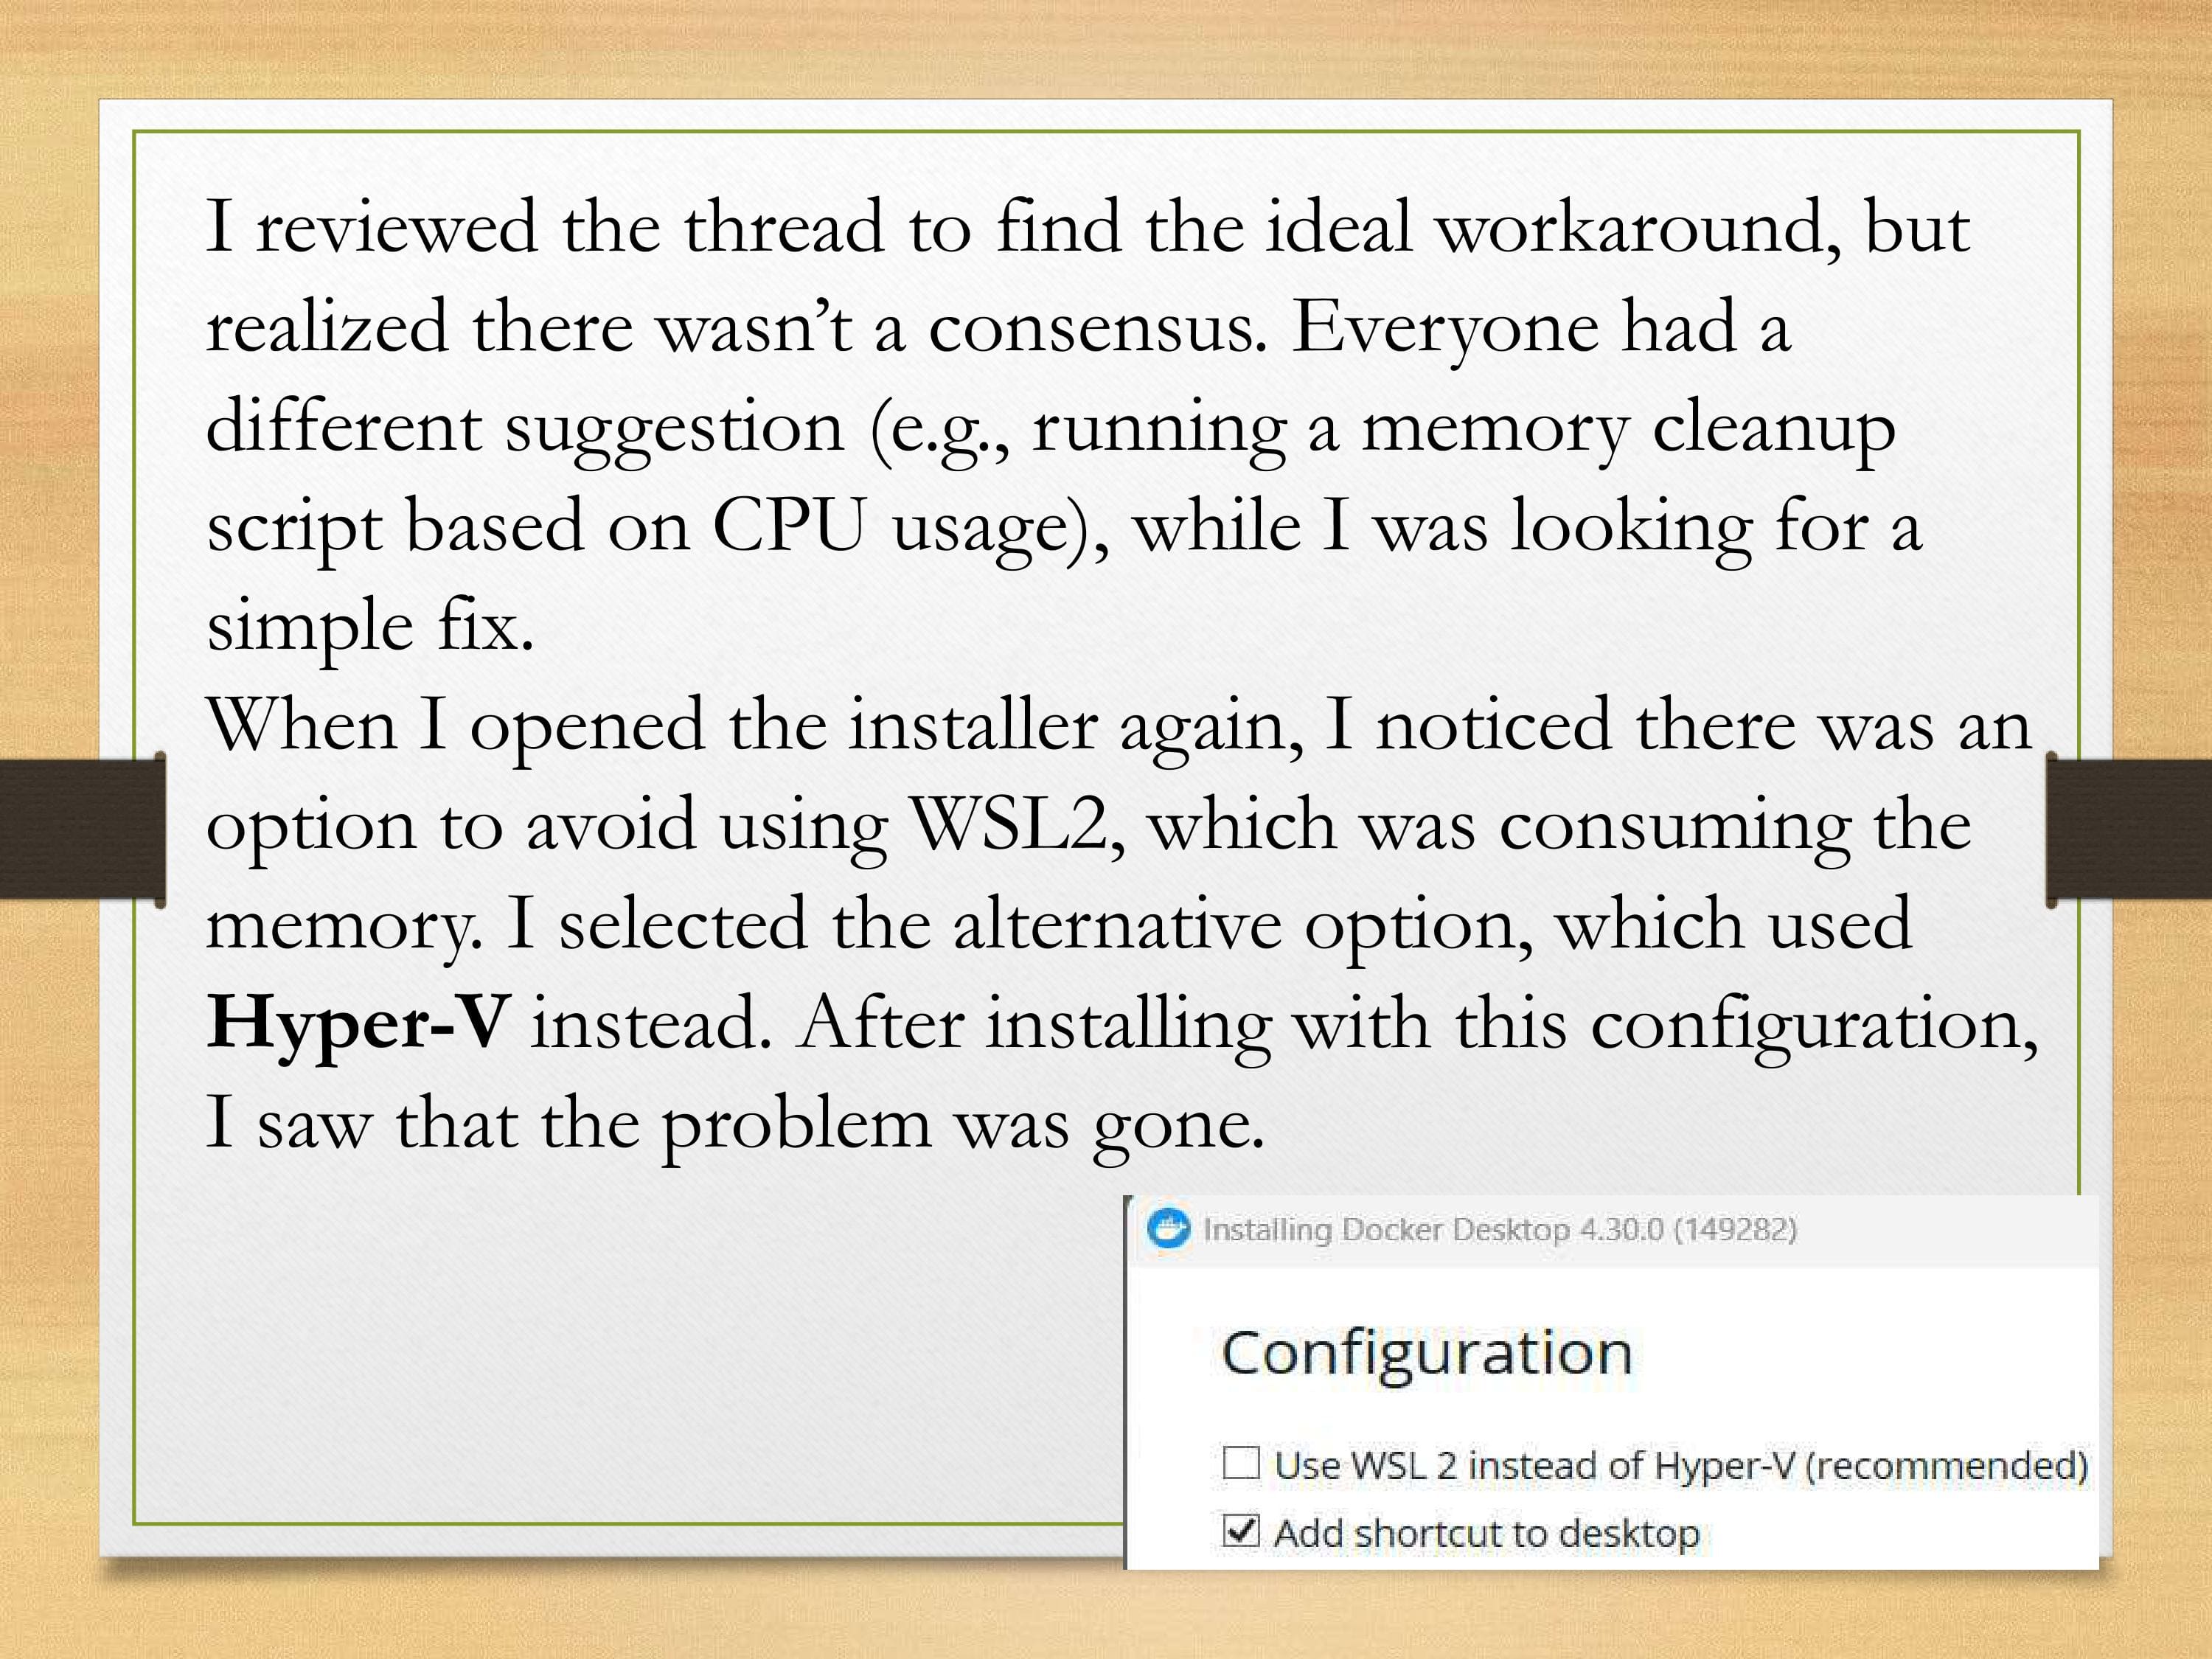 I reviewed the thread to find the ideal workaround, but
realized there wasn’t a consensus. Everyone had a
different suggestion (e.g., running a memory cleanup
script based on CPU usage), while I was looking for a
simple fix.
When I opened the installer again, I noticed there was an
option to avoid using WSL2, which was consuming the
memory. I selected the alternative option, which used
Hyper-V instead. After installing with this configuration,
I saw that the problem was gone.
Installing Docker Desktop 4.30.0 (149282)
Configuration
Use WSL 2 instead of Hyper-V (recommended)
Add shortcut to desktop